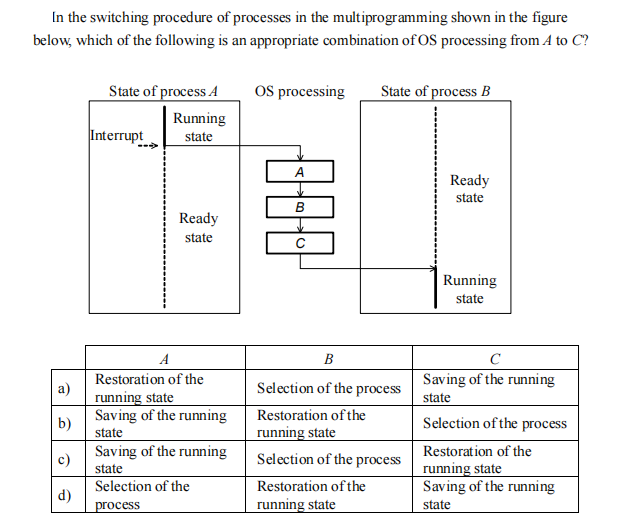 In the switching procedure of processes in the multiprogramming shown in the figure
below, which of the following is an appropriate combination of OS processing from A to C?
State of process A OS processing State of process B
Running
state
Interrupt
A
B
C
Ready
state
Ready
state
Running
state
A B C
a) Restoration of the
running state
Selection of the process
Saving of the running
state
b) Saving of the running
state
Restoration of the
running state
Selection of the process
c) Saving of the running
state
Selection of the process
Restoration of the
running state
d) Selection of the
process
Restoration of the
running state
Saving of the running
state